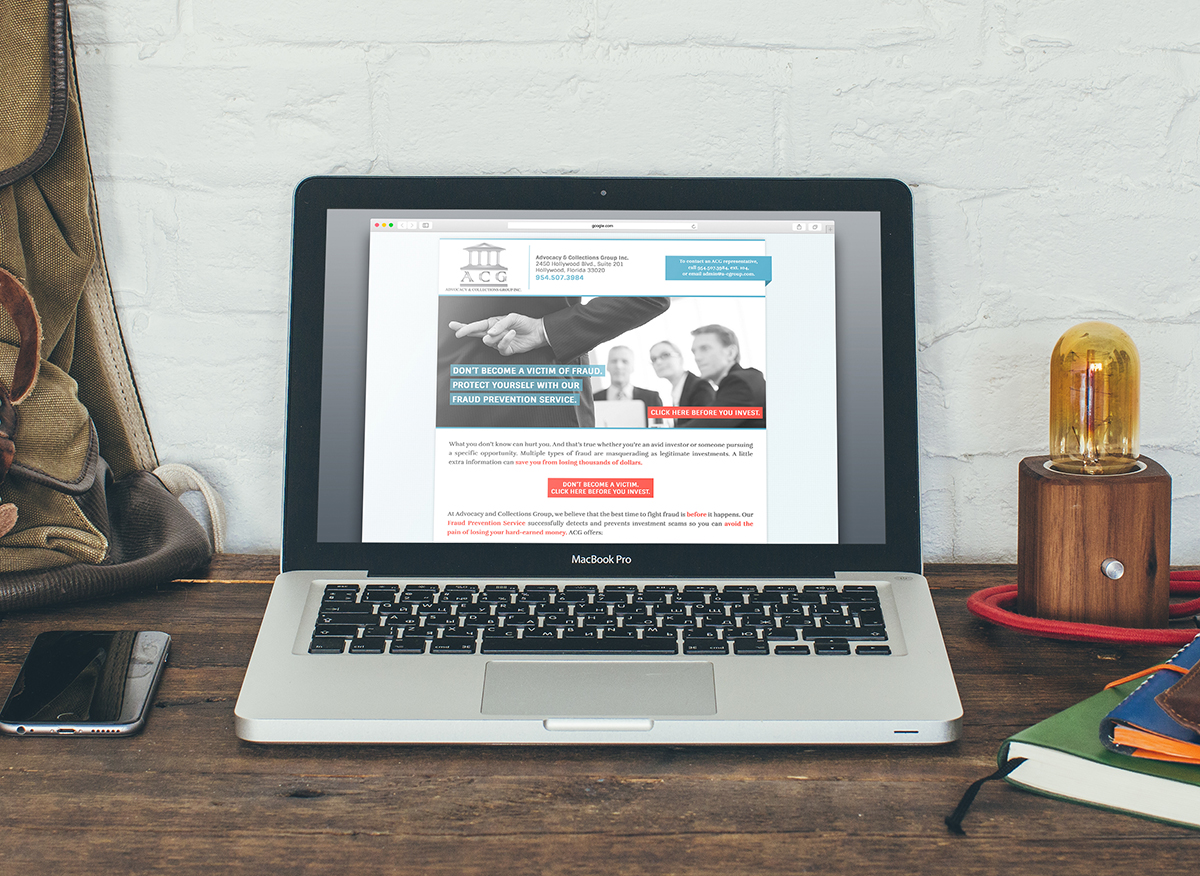 google.com
ACG
ADVOCACY & COLLECTIONS GROUP INC.
Advocacy & Collections Group Inc.
2450 Hollywood Blvd., Suite 201
Hollywood, Florida 33020
954.507.3984
To contact an ACG representative,
call 954.507.3984, ext. 104,
or email admin@a-cgroup.com.
DON'T BECOME A VICTIM OF FRAUD.
PROTECT YOURSELF WITH OUR
FRAUD PREVENTION SERVICE.
CLICK HERE BEFORE YOU INVEST.
What you don't know can hurt you. And that's true whether you're an avid investor or someone pursuing
a specific opportunity. Multiple types of fraud are masquerading as legitimate investments. A little
extra information can save you from losing thousands of dollars.
DON'T BECOME A VICTIM.
CLICK HERE BEFORE YOU INVEST.
At Advocacy and Collections Group, we believe that the best time to fight fraud is before it happens. Our
Fraud Prevention Service successfully detects and prevents investment scams so you can avoid the
pain of losing your hard-earned money. ACG offers:
MacBook Pro